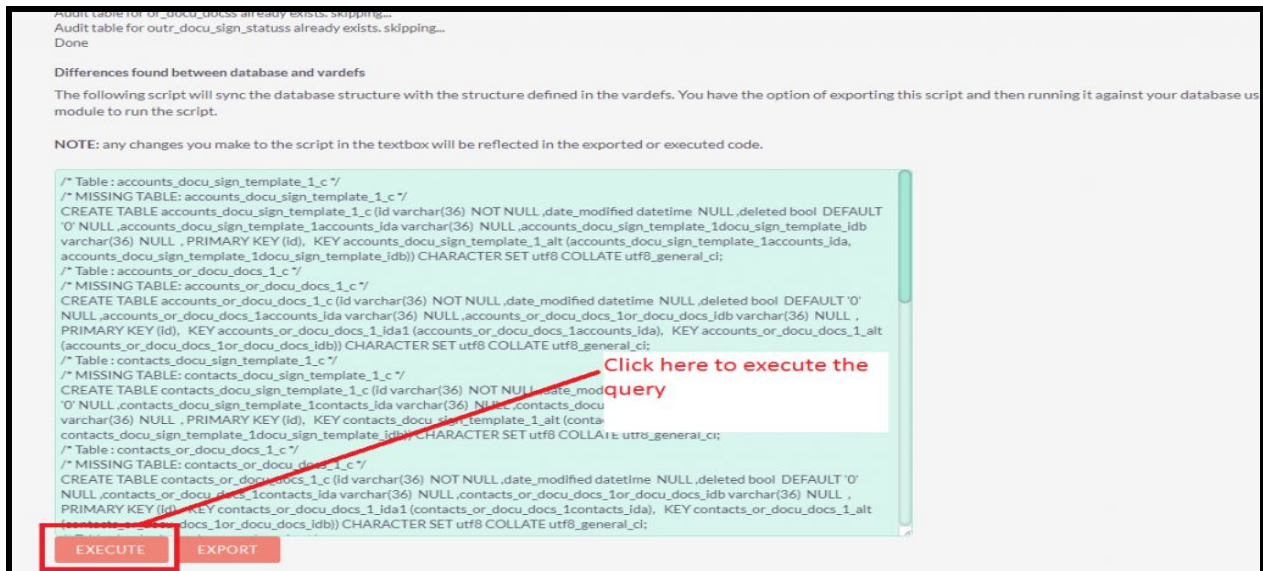 Audit table for or_docu_docss already exists. skipping...
Audit table for outr_docu_sign_statuss already exists. skipping...
Done
Differences found between database and vardefs
The following script will sync the database structure with the structure defined in the vardefs. You have the option of exporting this script and then running it against your database us
module to run the script.
NOTE: any changes you make to the script in the textbox will be reflected in the exported or executed code.
/* Table : accounts_docu_sign_template_1_c */
/* MISSING TABLE: accounts_docu_sign_template_1_c */
CREATE TABLE accounts_docu_sign_template_1_c (id varchar(36) NOT NULL ,date_modified datetime NULL ,deleted bool DEFAULT
'0' NULL ,accounts_docu_sign_template_1accounts_ida varchar(36) NULL ,accounts_docu_sign_template_1docu_sign_template_idb
varchar(36) NULL , PRIMARY KEY (id), KEY accounts_docu_sign_template_1_alt (accounts_docu_sign_template_1accounts_ida,
accounts_docu_sign_template_1docu_sign_template_idb)) CHARACTER SET utf8 COLLATE utf8_general_ci;
/* Table : accounts_or_docu_docs_1_c */
/* MISSING TABLE: accounts_or_docu_docs_1_c */
CREATE TABLE accounts_or_docu_docs_1_c (id varchar(36) NOT NULL ,date_modified datetime NULL ,deleted bool DEFAULT '0'
NULL ,accounts_or_docu_docs_1accounts_ida varchar(36) NULL ,accounts_or_docu_docs_1or_docu_docs_idb varchar(36) NULL ,
PRIMARY KEY (id), KEY accounts_or_docu_docs_1_ida1 (accounts_or_docu_docs_1accounts_ida), KEY accounts_or_docu_docs_1_alt
(accounts_or_docu_docs_1or_docu_docs_idb)) CHARACTER SET utf8 COLLATE utf8_general_ci;
/* Table : contacts_docu_sign_template_1_c */
/* MISSING TABLE: contacts_docu_sign_template_1_c */
CREATE TABLE contacts_docu_sign_template_1_c (id varchar(36) NOT NULL ,date_mod
'0' NULL ,contacts_docu_sign_template_1contacts_ida varchar(36) NULL ,contacts_docu
varchar(36) NULL , PRIMARY KEY (id), KEY contacts_docu_sign_template_1_alt (conta
contacts_docu_sign_template_1docu_sign_template_idb)) CHARACTER SET utf8 COLLATE utf8_general_ci;
Click here to execute the
query
/* Table : contacts_or_docu_docs_1_c */
/* MISSING TABLE: contacts_or_docu_docs_1_c */
CREATE TABLE contacts_or_docu_docs_1_c (id varchar(36) NOT NULL ,date_modified datetime NULL ,deleted bool DEFAULT '0'
NULL ,contacts_or_docu_docs_1contacts_ida varchar(36) NULL ,contacts_or_docu_docs_1or_docu_docs_idb varchar(36) NULL ,
PRIMARY KEY (id), KEY contacts_or_docu_docs_1_ida1 (contacts_or_docu_docs_1contacts_ida), KEY contacts_or_docu_docs_1_alt
(contacts_or_docu_docs_1or_docu_docs_idb)) CHARACTER SET utf8 COLLATE utf8_general_ci;
EXECUTE EXPORT